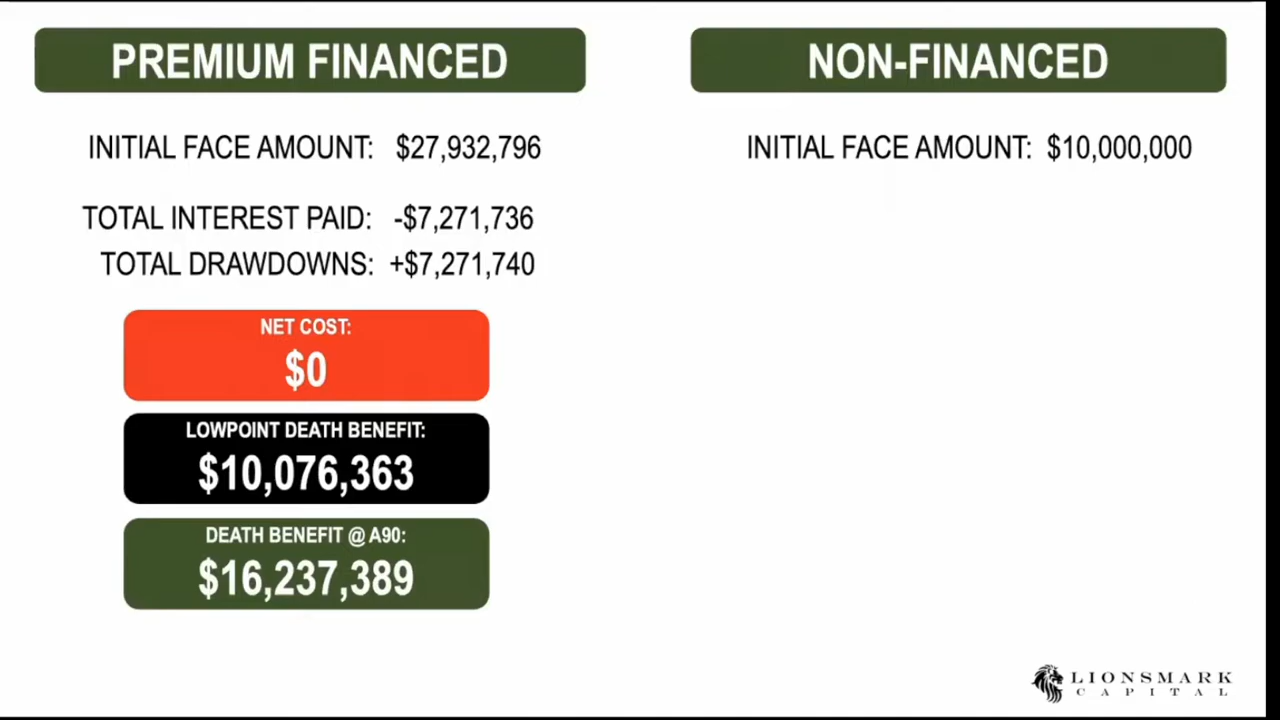 PREMIUM FINANCED
INITIAL FACE AMOUNT: $27,932,796
TOTAL INTEREST PAID: -$7,271,736
TOTAL DRAWDOWNS: +$7,271,740
NET COST:
$0
LOWPOINT DEATH BENEFIT:
$10,076,363
DEATH BENEFIT @ A90:
$16,237,389
NON-FINANCED
INITIAL FACE AMOUNT: $10,000,000
LIONSMARK
CAPITAL